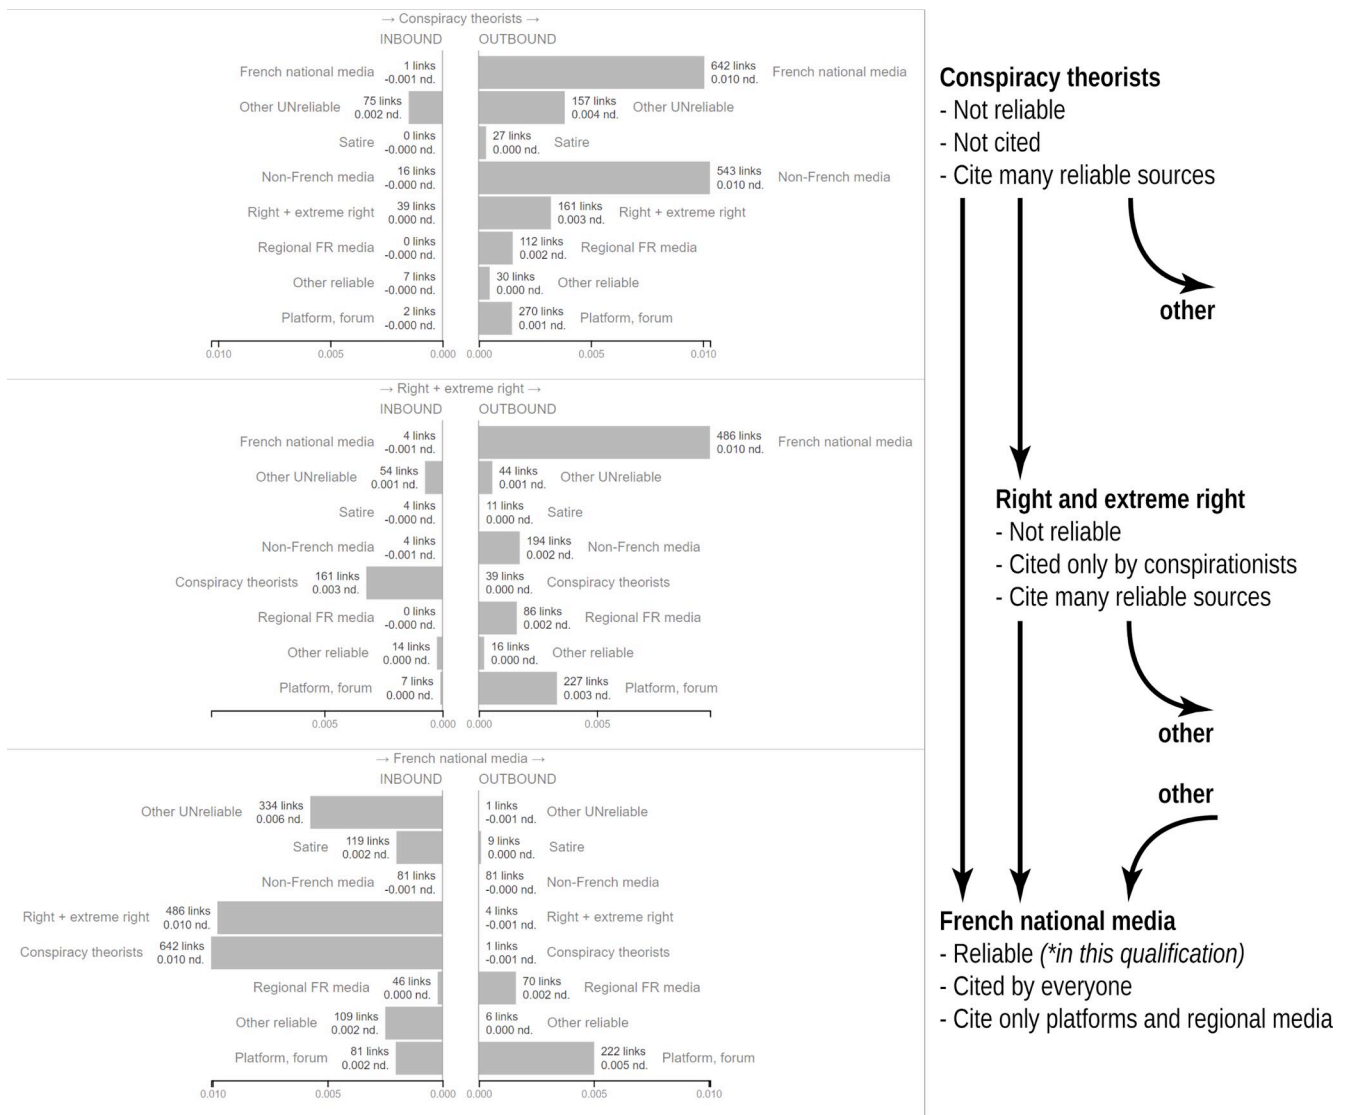 → Conspiracy theorists →
INBOUND OUTBOUND
French national media 1 links -0.001 nd. 642 links 0.010 nd. French national media
Other UNreliable 75 links 0.002 nd. 157 links 0.004 nd. Other UNreliable
Satire 0 links -0.000 nd. 27 links 0.000 nd. Satire
Non-French media 16 links -0.000 nd. 543 links 0.010 nd. Non-French media
Right + extreme right 39 links 0.000 nd. 161 links 0.003 nd. Right + extreme right
Regional FR media 0 links -0.000 nd. 112 links 0.002 nd. Regional FR media
Other reliable 7 links -0.000 nd. 30 links 0.000 nd. Other reliable
Platform, forum 2 links -0.000 nd. 270 links 0.001 nd. Platform, forum
0.010 0.005 0.000 0.000 0.005 0.010
→ Right + extreme right →
INBOUND OUTBOUND
French national media 4 links -0.001 nd. 486 links 0.010 nd. French national media
Other UNreliable 54 links 0.001 nd. 44 links 0.001 nd. Other UNreliable
Satire 4 links -0.000 nd. 11 links 0.000 nd. Satire
Non-French media 4 links -0.001 nd. 194 links 0.002 nd. Non-French media
Conspiracy theorists 161 links 0.003 nd. 39 links 0.000 nd. Conspiracy theorists
Regional FR media 0 links -0.000 nd. 86 links 0.002 nd. Regional FR media
Other reliable 14 links 0.000 nd. 16 links 0.000 nd. Other reliable
Platform, forum 7 links 0.000 nd. 227 links 0.003 nd. Platform, forum
0.005 0.000 0.000 0.005
→ French national media →
INBOUND OUTBOUND
Other UNreliable 334 links 0.006 nd. 1 links -0.001 nd. Other UNreliable
Satire 119 links 0.002 nd. 9 links 0.000 nd. Satire
Non-French media 81 links -0.001 nd. 81 links -0.000 nd. Non-French media
Right + extreme right 486 links 0.010 nd. 4 links -0.001 nd. Right + extreme right
Conspiracy theorists 642 links 0.010 nd. 1 links -0.001 nd. Conspiracy theorists
Regional FR media 46 links 0.000 nd. 70 links 0.002 nd. Regional FR media
Other reliable 109 links 0.002 nd. 6 links 0.000 nd. Other reliable
Platform, forum 81 links 0.002 nd. 222 links 0.005 nd. Platform, forum
0.010 0.005 0.000 0.000 0.005 0.010
Conspiracy theorists
- Not reliable
- Not cited
- Cite many reliable sources
other
Right and extreme right
- Not reliable
- Cited only by conspirationists
- Cite many reliable sources
other
other
French national media
- Reliable (*in this qualification)
- Cited by everyone
- Cite only platforms and regional media